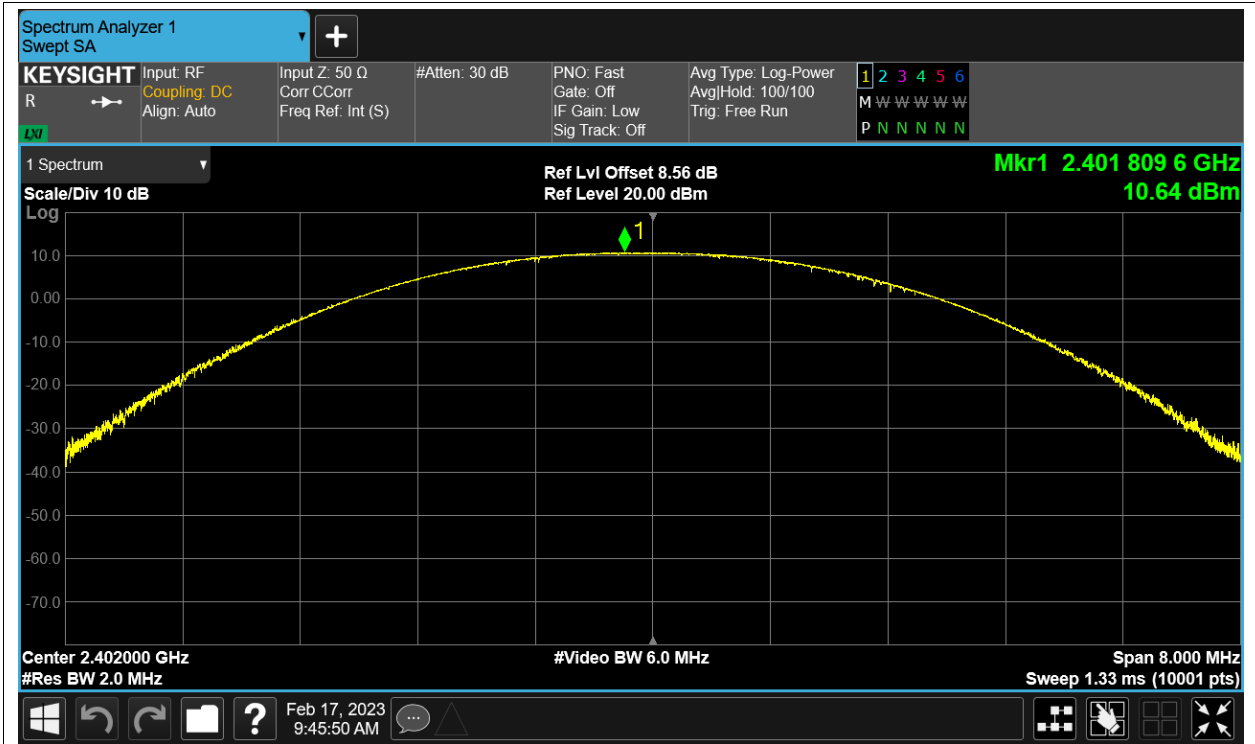 Spectrum Analyzer 1
Swept SA
KEYSIGHT
R
LXI
Input: RF
Coupling: DC
Align: Auto
Input Z: 50 Ω
Corr CCorr
Freq Ref: Int (S)
#Atten: 30 dB
PNO: Fast
Gate: Off
IF Gain: Low
Sig Track: Off
Avg Type: Log-Power
Avg|Hold: 100/100
Trig: Free Run
1 2 3 4 5 6
M W W W W W W
P N N N N N N
1 Spectrum
Scale/Div 10 dB
Log
Ref Lvl Offset 8.56 dB
Ref Level 20.00 dBm
Mkr1 2.401 809 6 GHz
10.64 dBm
1
10.0
0.00
-10.0
-20.0
-30.0
-40.0
-50.0
-60.0
-70.0
Center 2.402000 GHz
#Video BW 6.0 MHz
Span 8.000 MHz
#Res BW 2.0 MHz
Sweep 1.33 ms (10001 pts)
?
Feb 17, 2023
9:45:50 AM